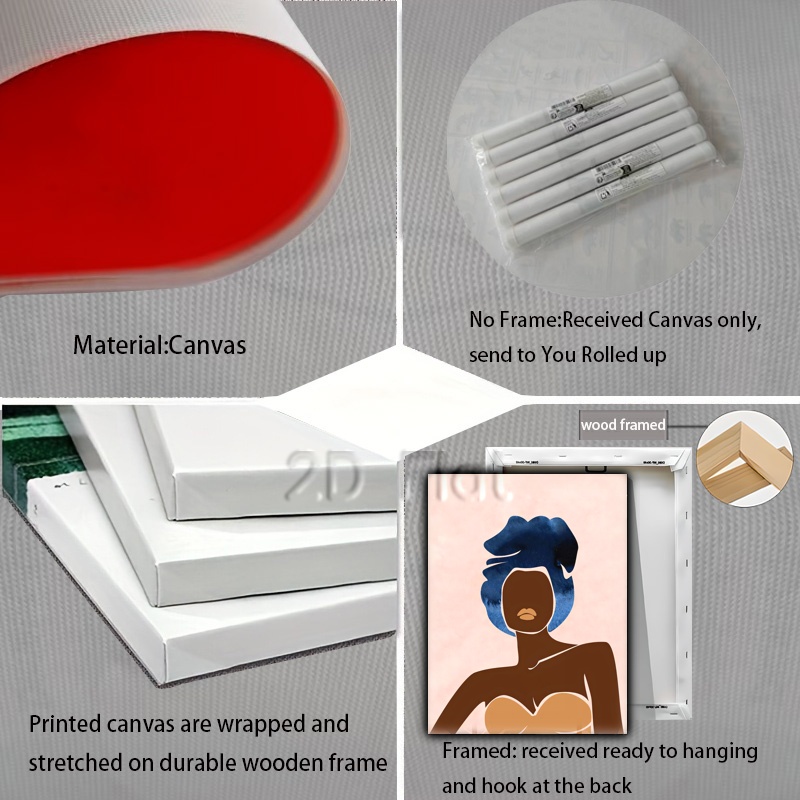 Material:Canvas
No Frame:Received Canvas only,
send to You Rolled up
2D Flat
wood framed
Printed canvas are wrapped and
stretched on durable wooden frame
Framed: received ready to hanging
and hook at the back